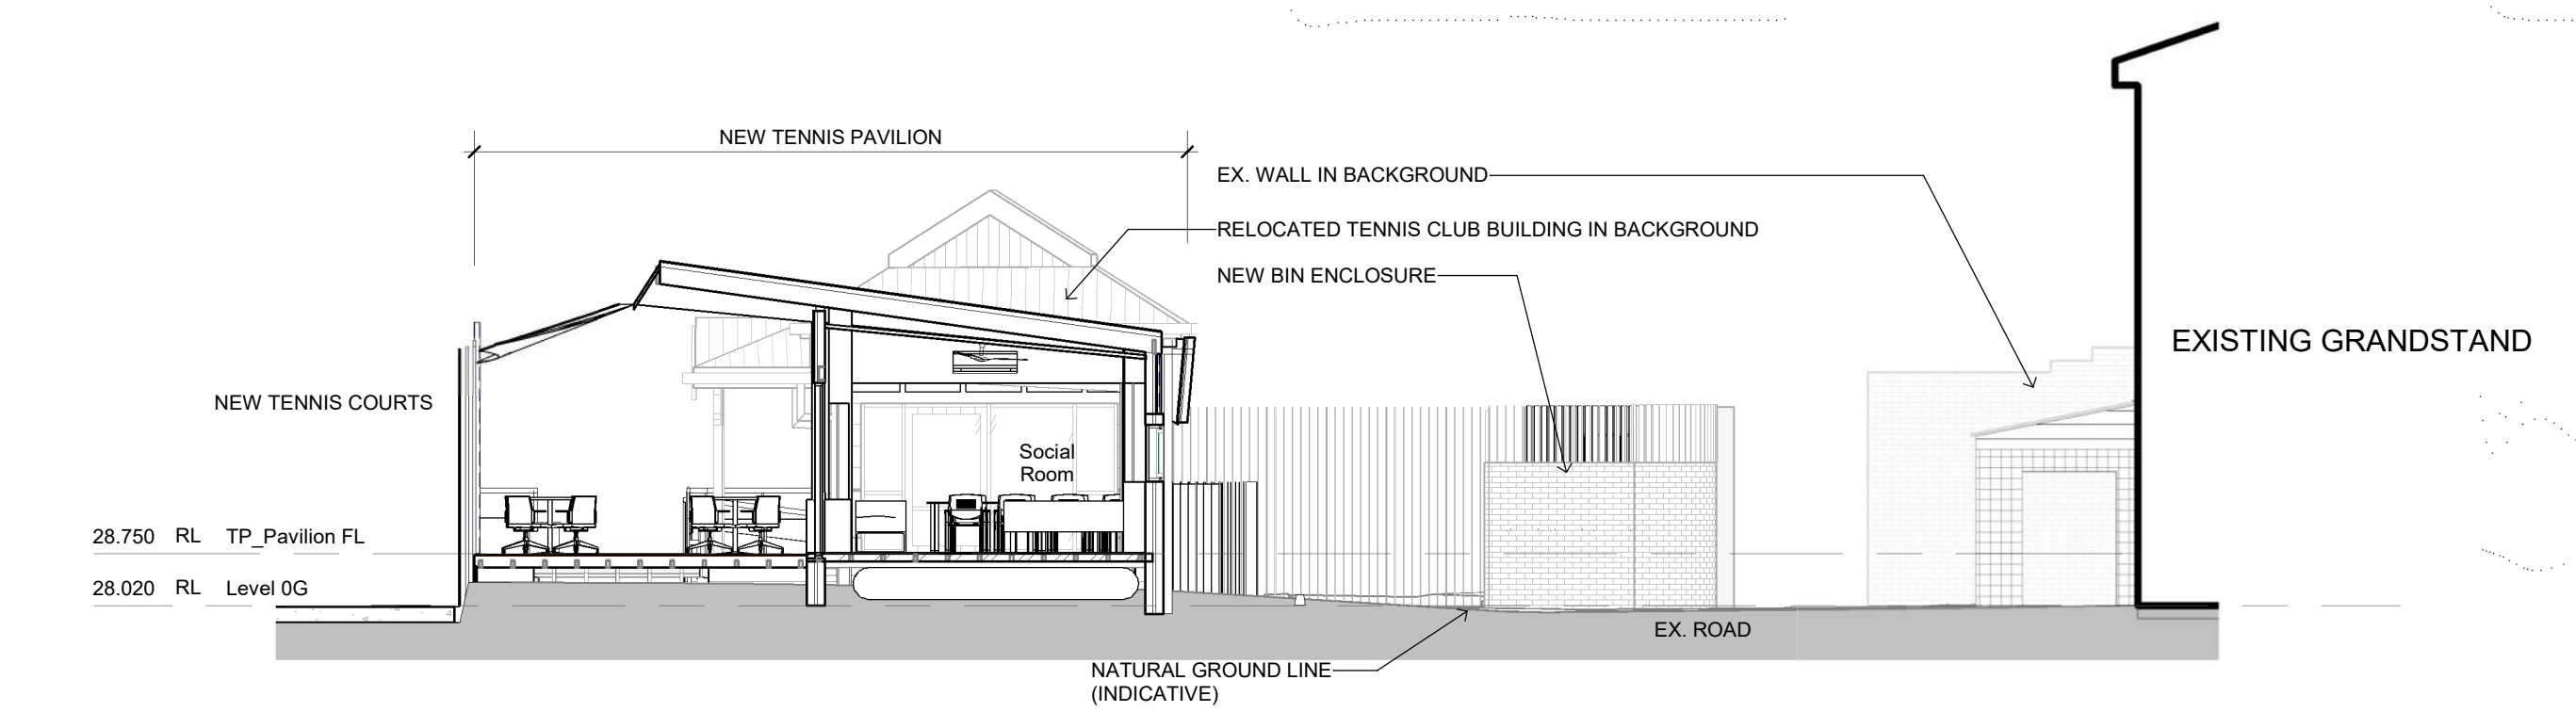 NEW TENNIS PAVILION
EX. WALL IN BACKGROUND
RELOCATED TENNIS CLUB BUILDING IN BACKGROUND
NEW BIN ENCLOSURE
EXISTING GRANDSTAND
NEW TENNIS COURTS
Social
Room
28.750 RL TP_Pavilion FL
28.020 RL Level 0G
EX. ROAD
NATURAL GROUND LINE
(INDICATIVE)